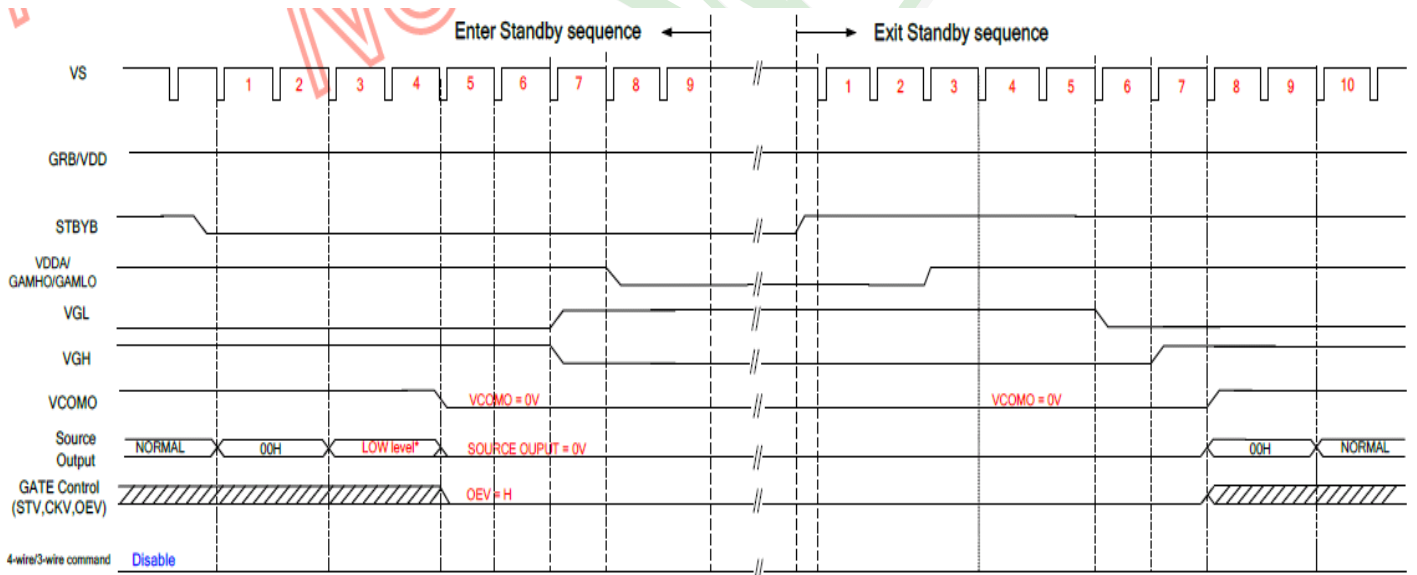 Enter Standby sequence
Exit Standby sequence
VS 1 2 3 4 5 6 7 8 9 // 1 2 3 4 5 6 7 8 9 10
GRB/VDD //
STBYB //
VDDA/
GAMHO/GAMLO //
VGL //
VGH //
VCOMO VCOMO = 0V // VCOMO = 0V
Source
Output NORMAL 00H LOW level* SOURCE OUPUT = 0V // 00H NORMAL
GATE Control
(STV,CKV,OEV) OEV = H //
4-wire/3-wire command Disable //